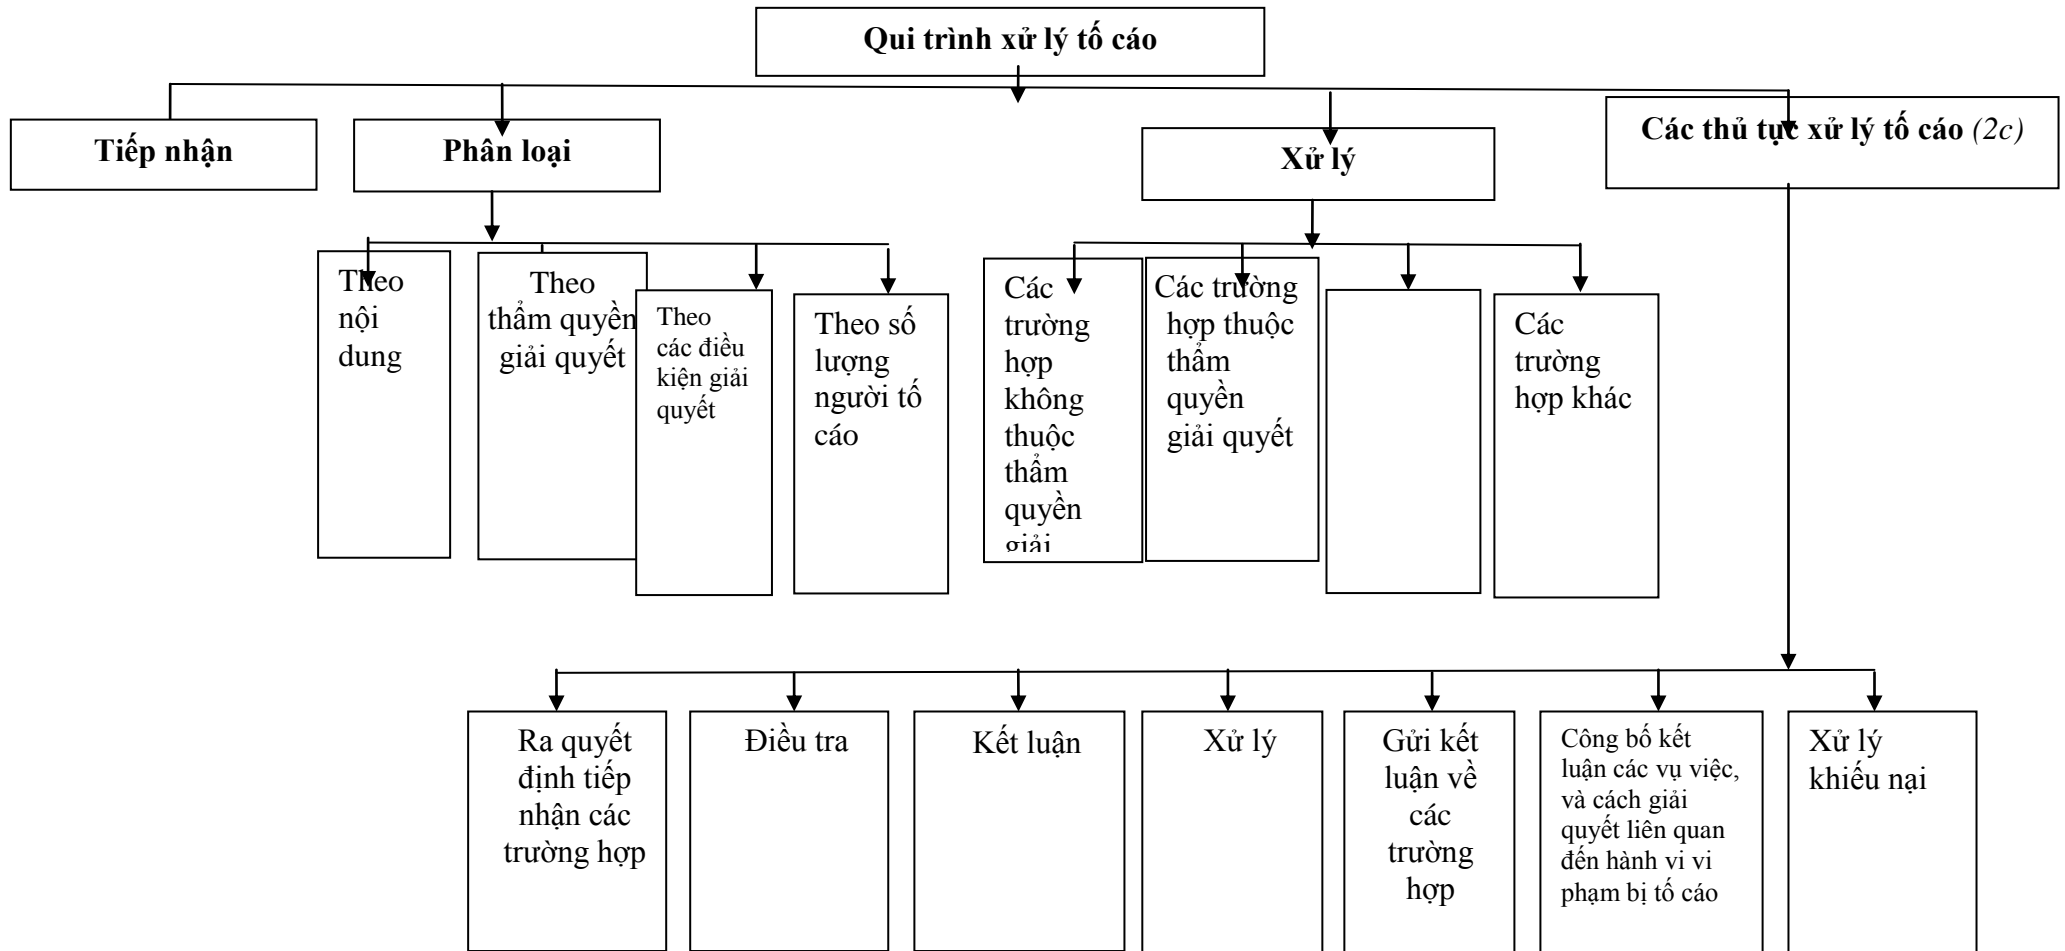 Qui trình xử lý tố cáo
Tiếp nhận
Phân loại
Xử lý
Các thủ tục xử lý tố cáo (2c)
Theo
nội
dung
Theo
thẩm quyền
giải quyết
Theo
các điều
kiện giải
quyết
Theo số
lượng
người tố
cáo
Các
trường
hợp
không
thuộc
thẩm
quyền
giải
Các trường
hợp thuộc
thẩm
quyền
giải quyết
Các
trường
hợp khác
Ra quyết
định tiếp
nhận các
trường hợp
Điều tra
Kết luận
Xử lý
Gửi kết
luận về
các
trường
hợp
Công bố kết
luận các vụ việc,
và cách giải
quyết liên quan
đến hành vi vi
phạm bị tố cáo
Xử lý
khiếu nại